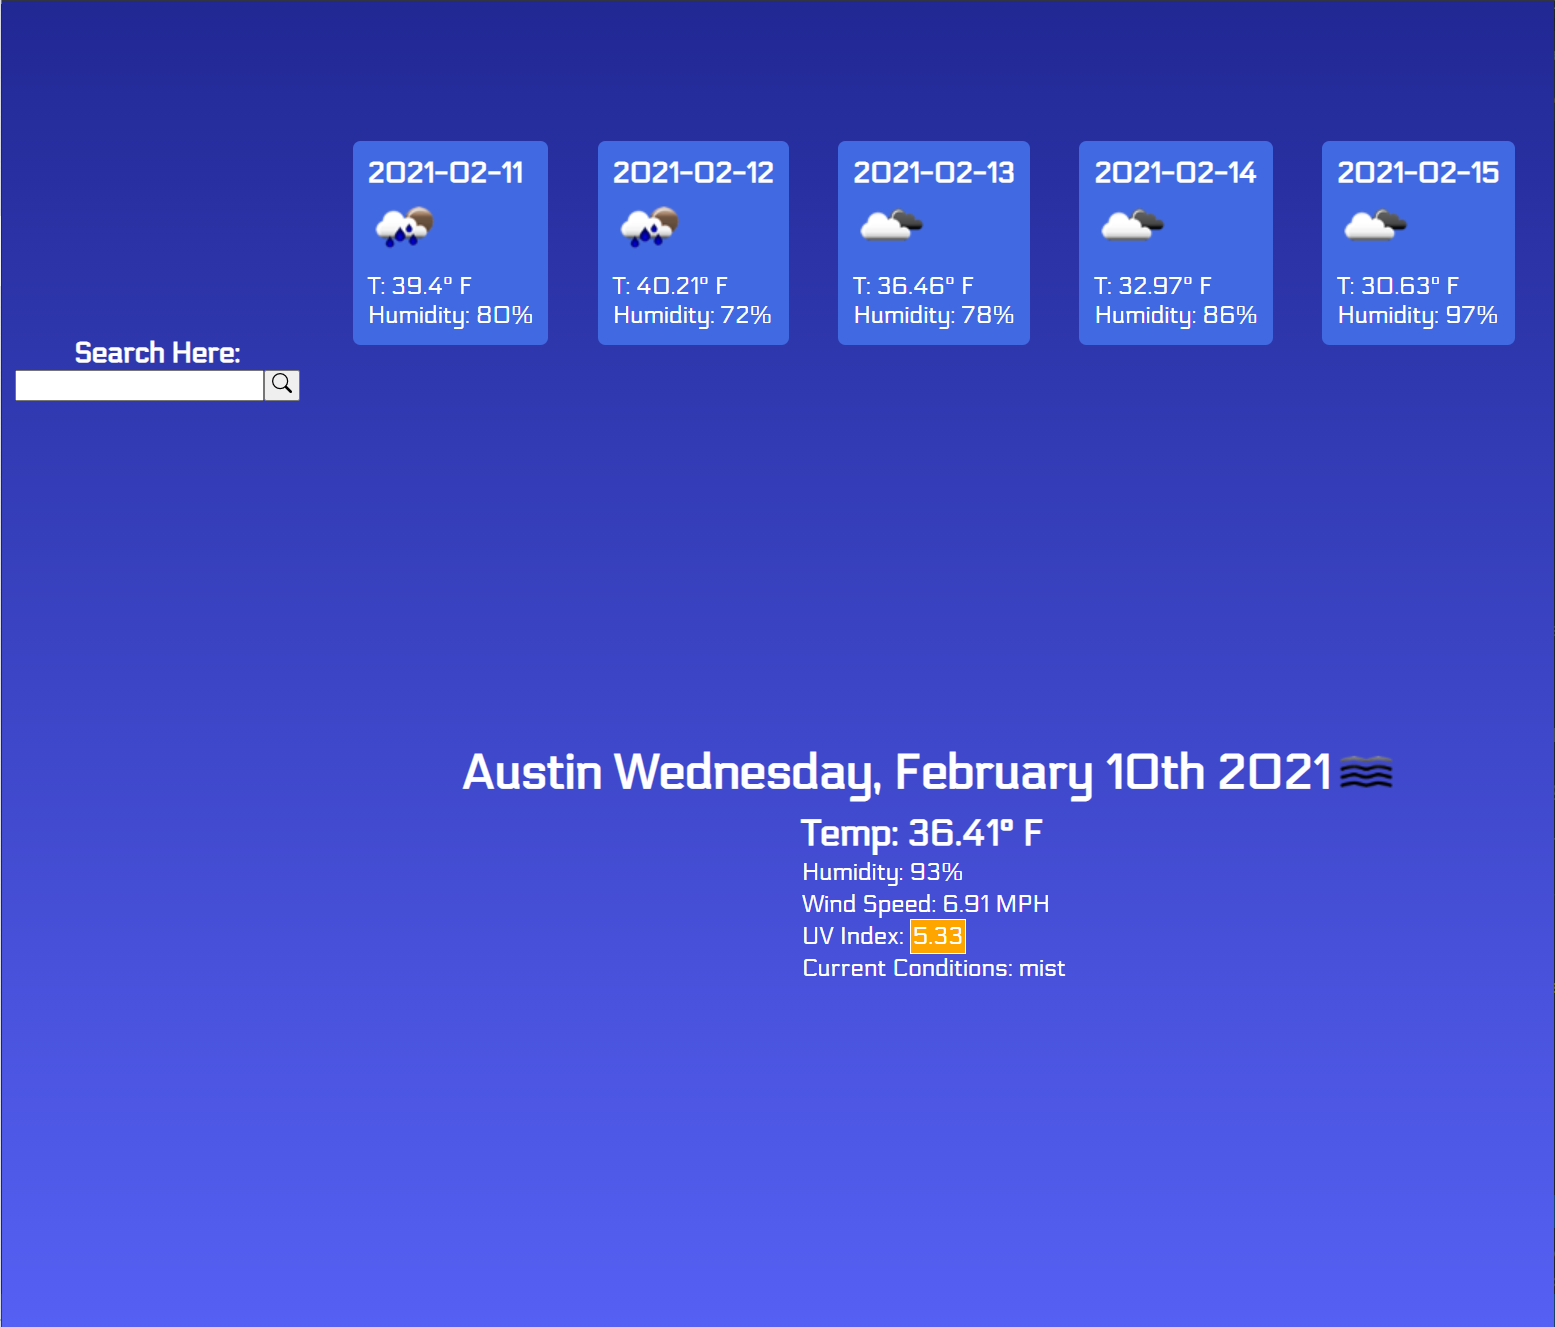 2021-02-11
T: 39.4° F
Humidity: 80%
2021-02-12
T: 40.21° F
Humidity: 72%
2021-02-13
T: 36.46° F
Humidity: 78%
2021-02-14
T: 32.97° F
Humidity: 86%
2021-02-15
T: 30.63° F
Humidity: 97%
Search Here:
Austin Wednesday, February 10th 2021
Temp: 36.41° F
Humidity: 93%
Wind Speed: 6.91 MPH
UV Index: 5.33
Current Conditions: mist